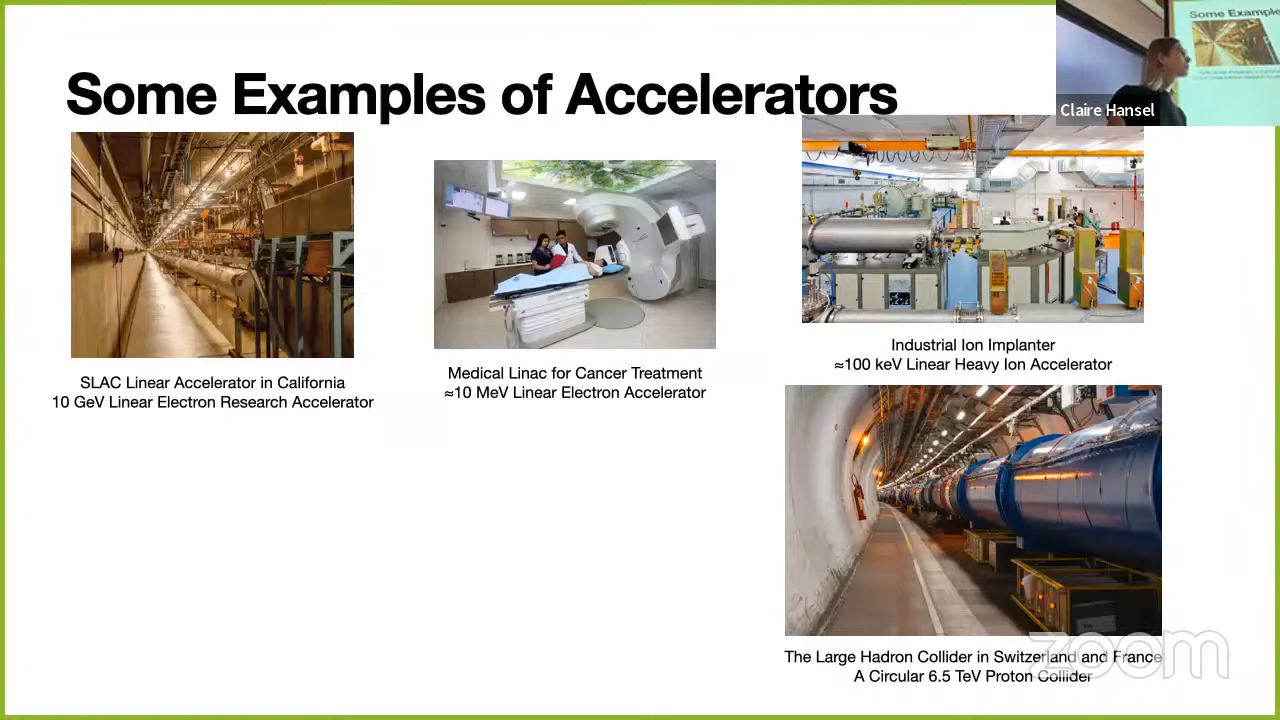 Some Examples of Accelerators
Some Example
Claire Hansel
SLAC Linear Accelerator in California
10 GeV Linear Electron Research Accelerator
Medical Linac for Cancer Treatment
≈10 MeV Linear Electron Accelerator
Industrial Ion Implanter
≈100 keV Linear Heavy Ion Accelerator
The Large Hadron Collider in Switzerland and France
A Circular 6.5 TeV Proton Collider
zoom